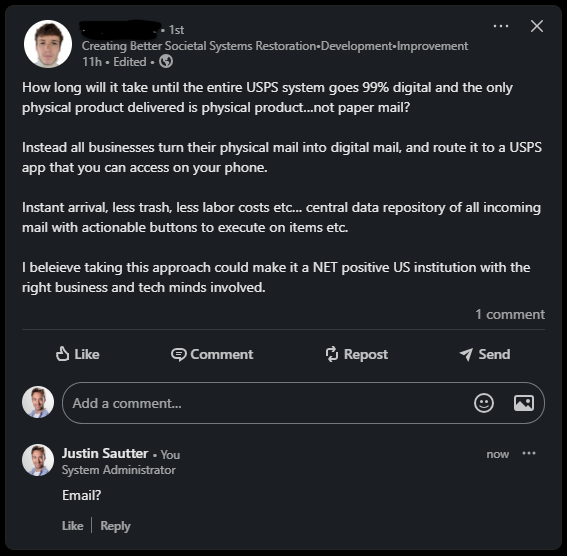 • 1st
Creating Better Societal Systems Restoration•Development•Improvement
11h • Edited •
How long will it take until the entire USPS system goes 99% digital and the only
physical product delivered is physical product...not paper mail?
Instead all businesses turn their physical mail into digital mail, and route it to a USPS
app that you can access on your phone.
Instant arrival, less trash, less labor costs etc... central data repository of all incoming
mail with actionable buttons to execute on items etc.
I beleieve taking this approach could make it a NET positive US institution with the
right business and tech minds involved.
1 comment
Like Comment Repost Send
Add a comment...
Justin Sautter • You now
System Administrator
Email?
Like Reply